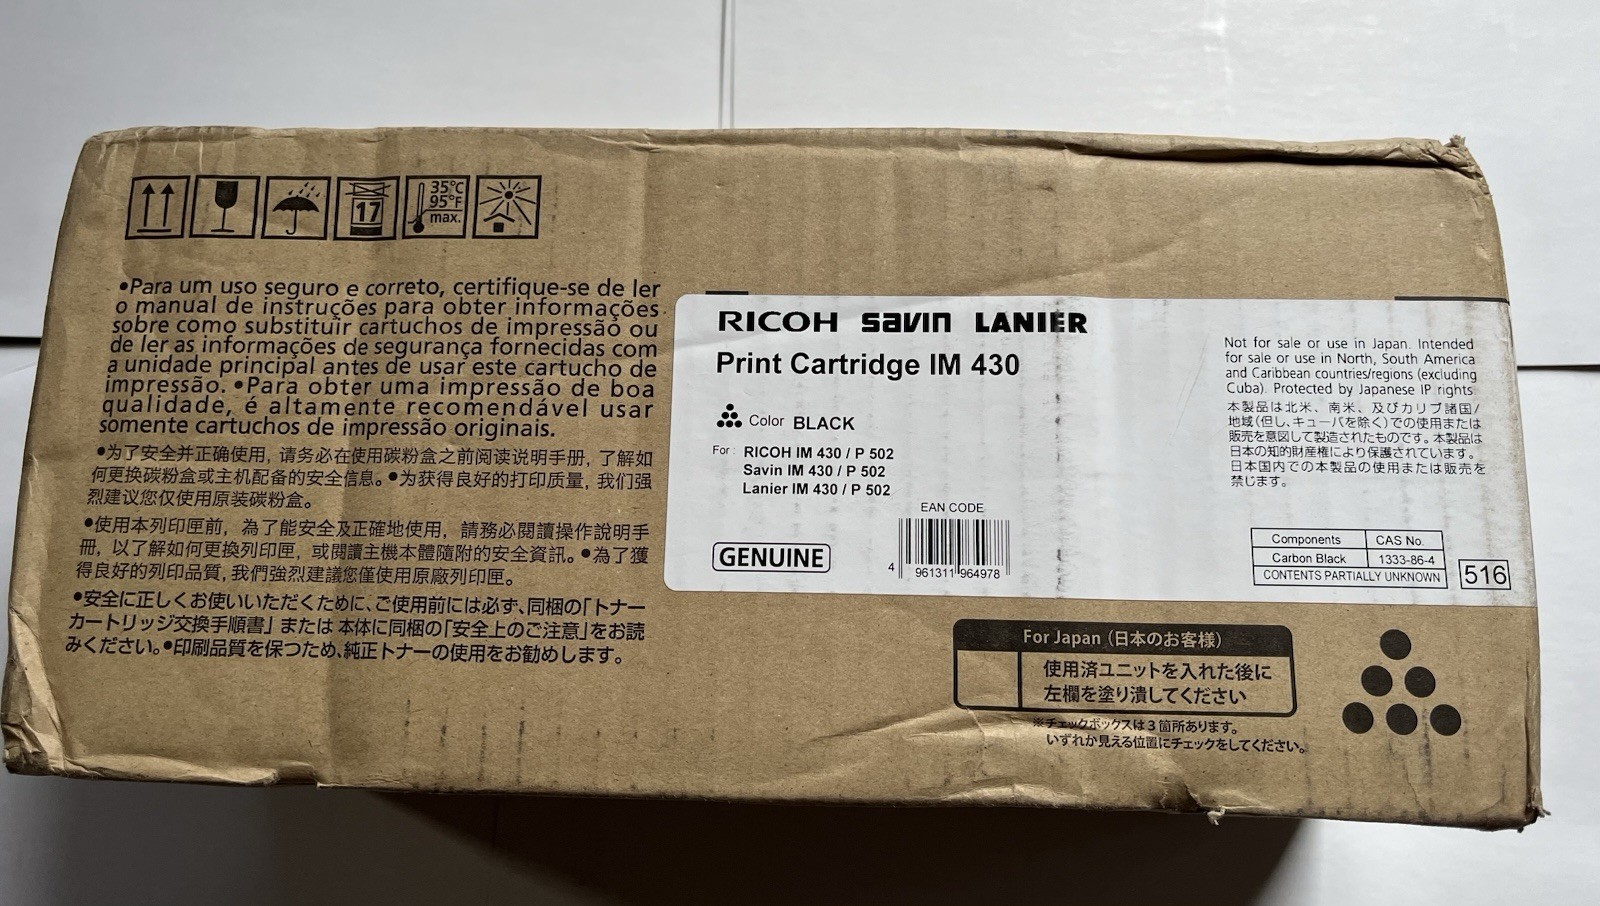 17
35°C
95°F
max.
•Para um uso seguro e correto, certifique-se de ler
o manual de instruções para obter informações
sobre como substituir cartuchos de impressão ou
de ler as informações de segurança fornecidas com
a unidade principal antes de usar este cartucho de
impressão. •Para obter uma impressão de boa
qualidade, é altamente recomendável usar
somente cartuchos de impressão originais.
•为了安全并正确使用，请务必在使用碳粉盒之前阅读说明手册，了解如
何更换碳粉盒或主机配备的安全信息。•为获得良好的打印质量，我们强
烈建议您仅使用原装碳粉盒。
•使用本列印匣前，為了能安全及正確地使用，請務必閱讀操作說明手
冊，以了解如何更換列印匣，或閱讀主機本體隨附的安全資訊。•為了獲
得良好的列印品質，我們強烈建議您僅使用原廠列印匣。
•安全に正しくお使いいただくために、ご使用前には必ず、同梱の「トナー
カートリッジ交換手順書」または本体に同梱の「安全上のご注意」をお読
みください。•印刷品質を保つため、純正トナーの使用をお勧めします。
RICOH savin LANIER
Print Cartridge IM 430
Color BLACK
For: RICOH IM 430 / P 502
Savin IM 430 / P 502
Lanier IM 430 / P 502
EAN CODE
4 961311 964978
GENUINE
Not for sale or use in Japan. Intended
for sale or use in North, South America
and Caribbean countries/regions (excluding
Cuba). Protected by Japanese IP rights.
本製品は北米、南米、及びカリブ諸国/
地域(但し、キューバを除く)での使用または
販売を意図して製造されたものです。本製品は
日本の知的財産権により保護されています。
日本国内での本製品の使用または販売を
禁じます。
Components CAS No.
Carbon Black 1333-86-4
CONTENTS PARTIALLY UNKNOWN
516
For Japan (日本のお客様)
使用済ユニットを入れた後に
左欄を塗り潰してください
※チェックボックスは3箇所あります。
いずれか見える位置にチェックをしてください。